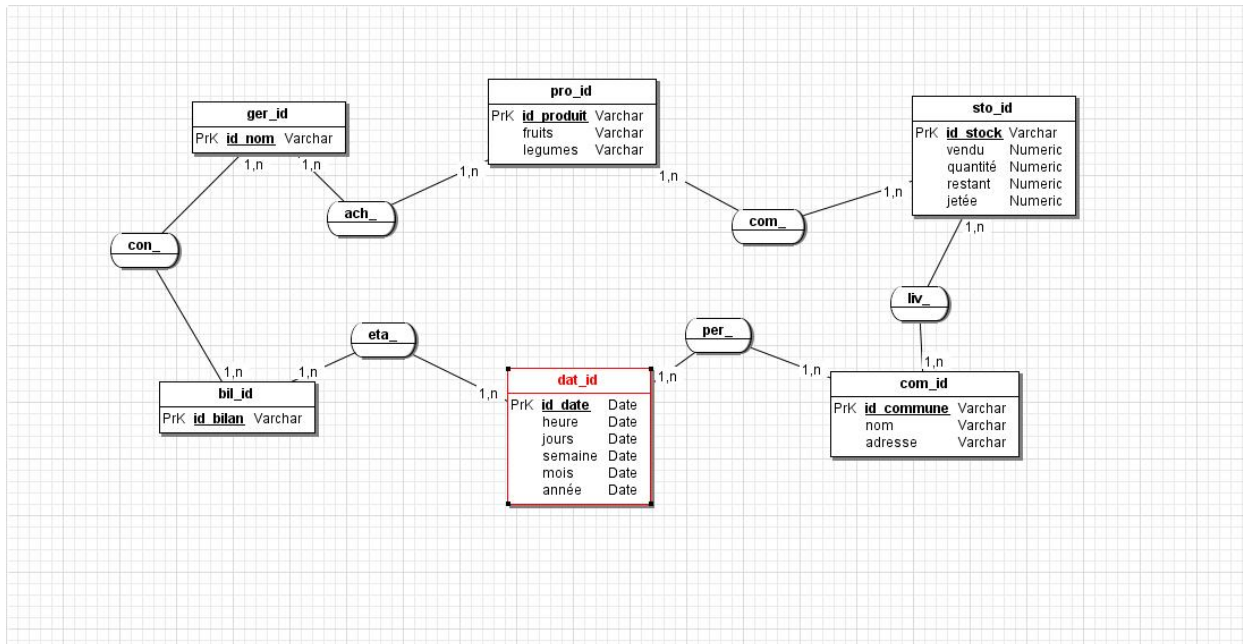 ger_id
PrK id_nom Varchar
pro_id
PrK id_produit Varchar
fruits Varchar
legumes Varchar
sto_id
PrK id_stock Varchar
vendu Numeric
quantité Numeric
restant Numeric
jetée Numeric
1,n
1,n
1,n
1,n
1,n
ach_
com_
con_
1,n
liv_
eta_
per_
1,n
1,n
1,n
1,n
1,n
1,n
bil_id
PrK id_bilan Varchar
dat_id
PrK id_date Date
heure Date
jours Date
semaine Date
mois Date
année Date
com_id
PrK id_commune Varchar
nom Varchar
adresse Varchar